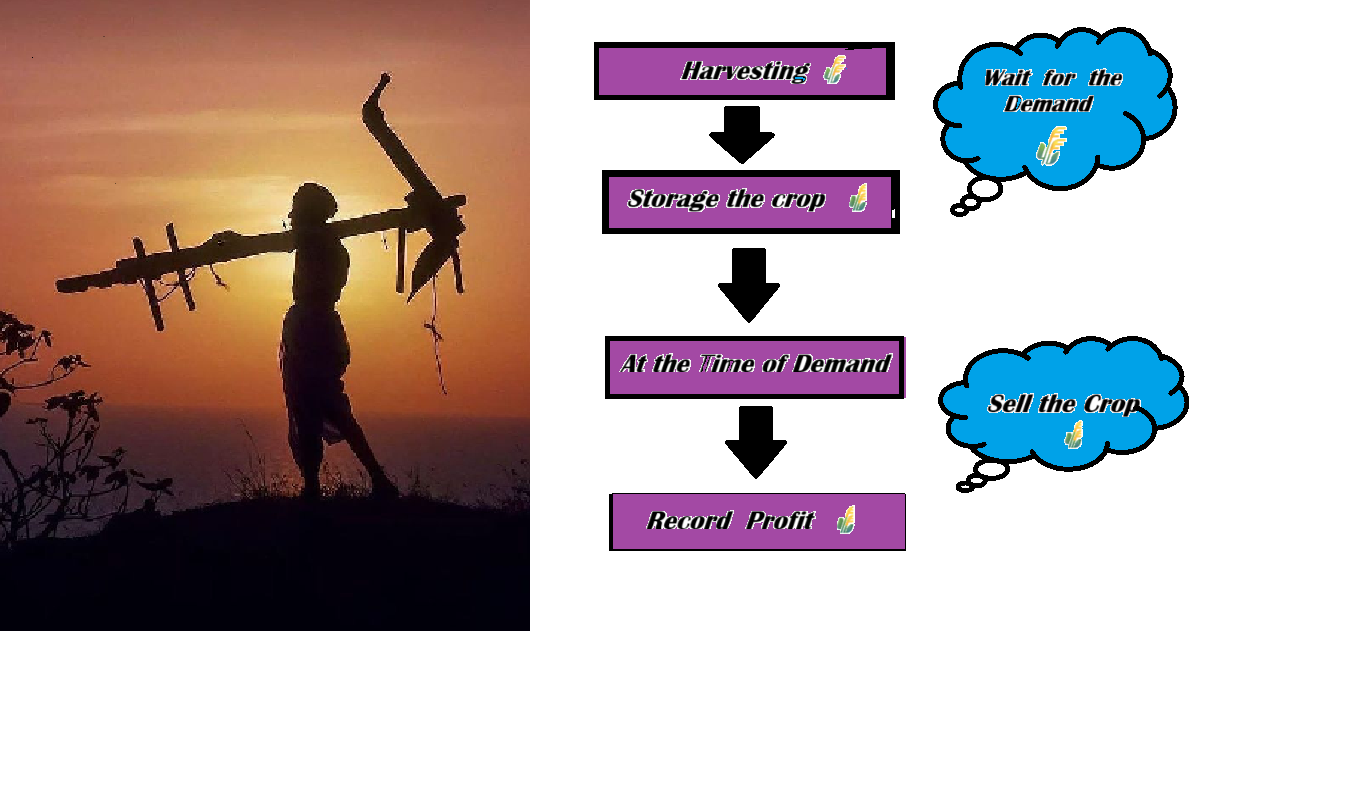 Harvesting
Wait for the
Demand
Storage the crop
At the Time of Demand
Sell the Crop
Record Profit